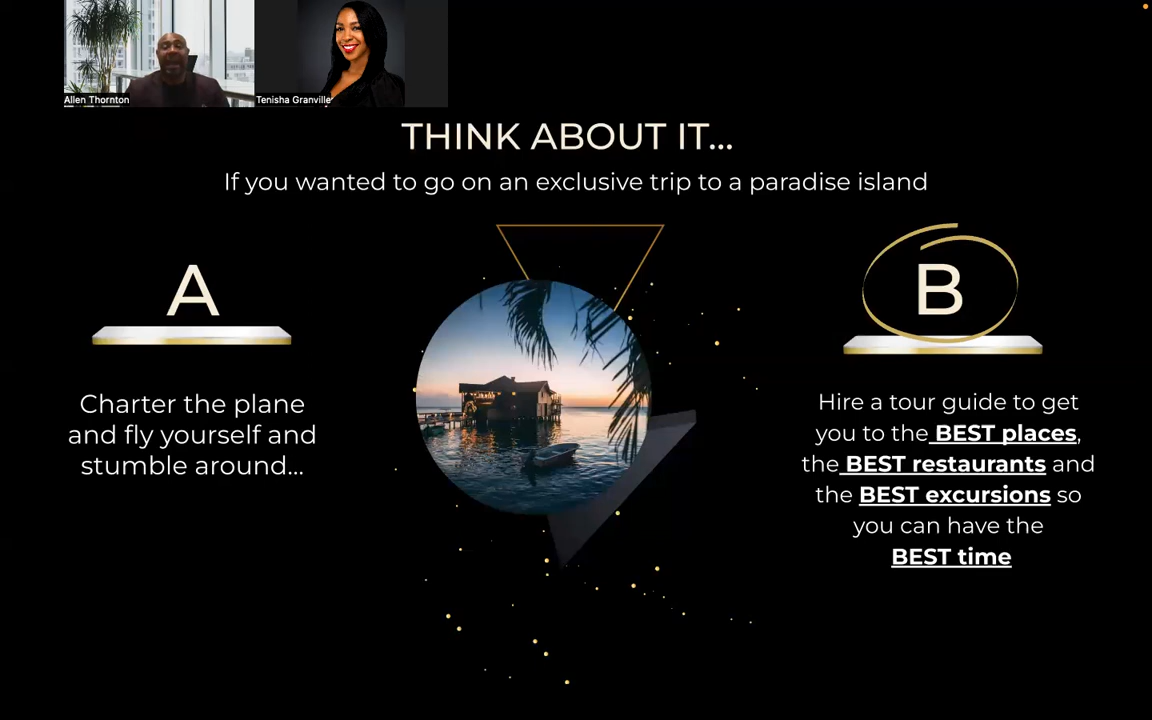 Allen Thornton
Tenisha Granville
THINK ABOUT IT...
If you wanted to go on an exclusive trip to a paradise island
A
Charter the plane
and fly yourself and
stumble around...
B
Hire a tour guide to get
you to the BEST places,
the BEST restaurants and
the BEST excursions so
you can have the
BEST time